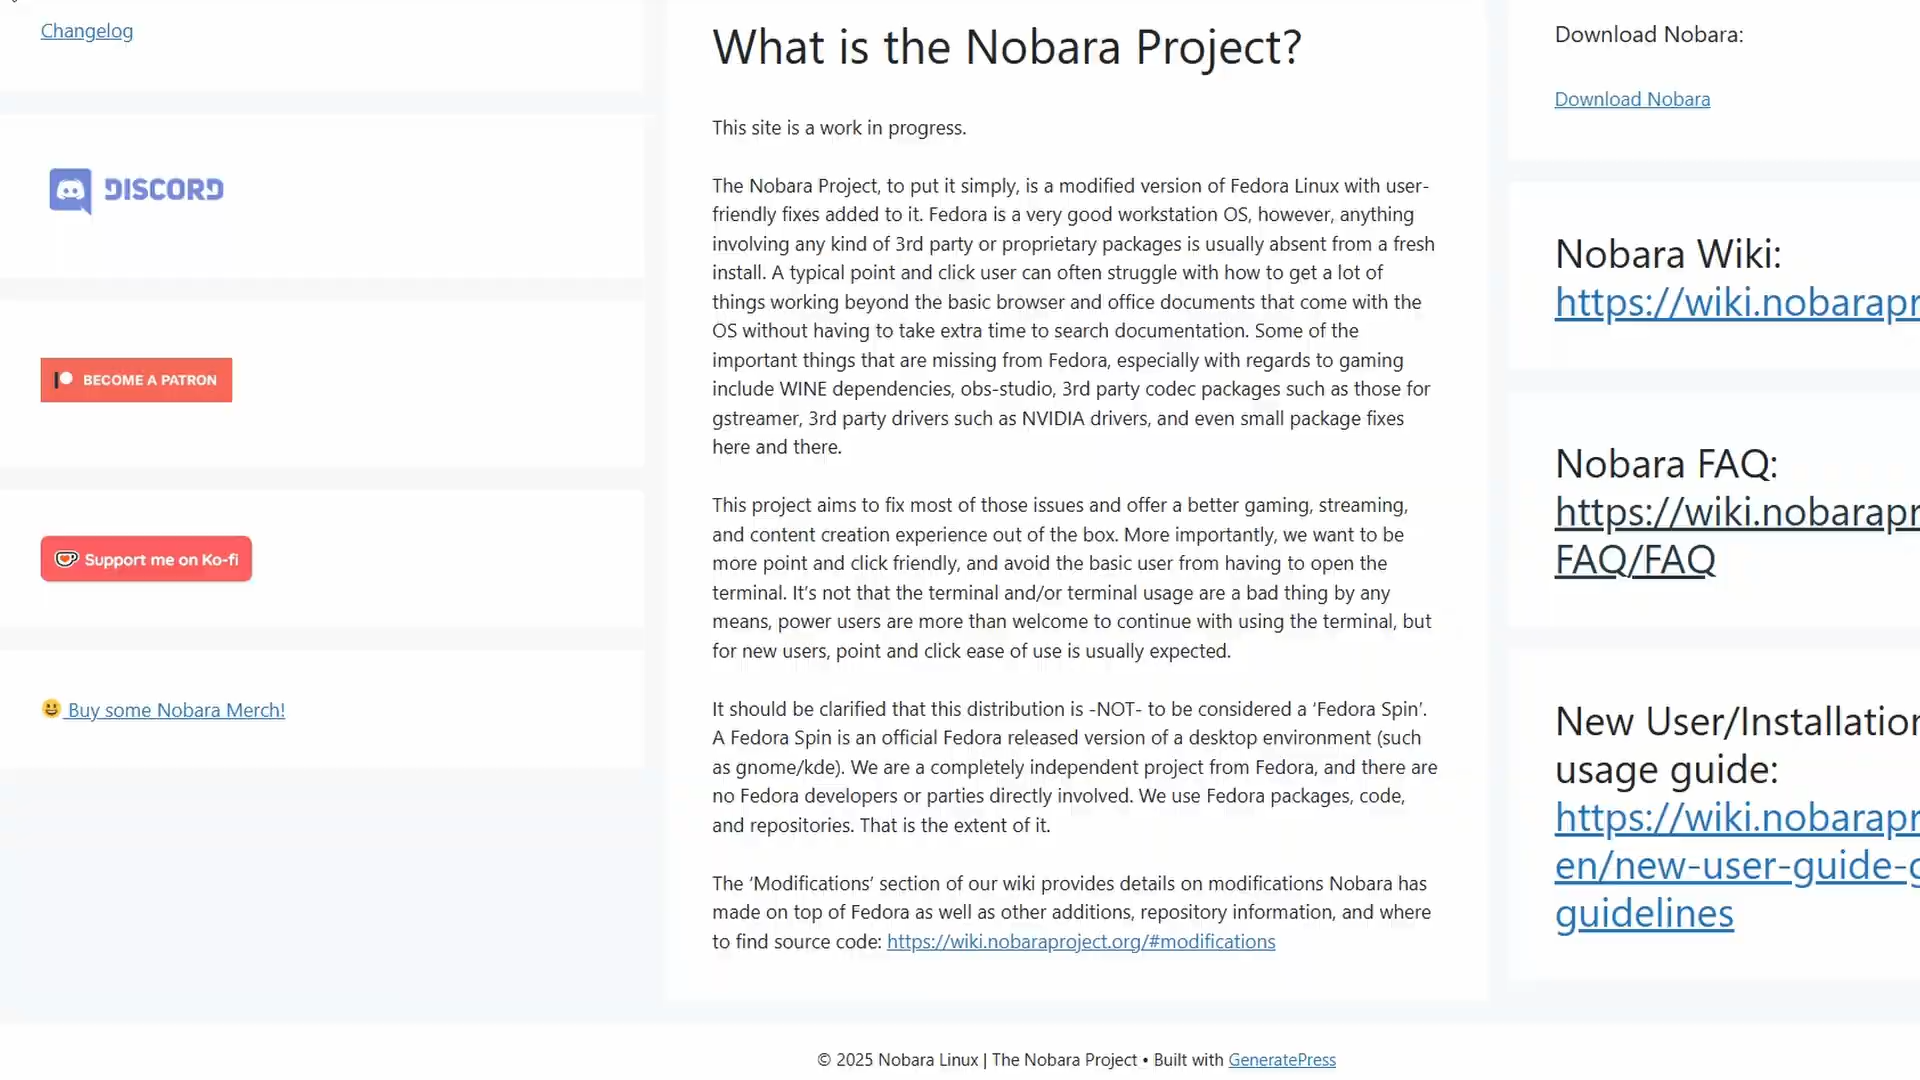 Changelog
DISCORD
BECOME A PATRON
Support me on Ko-fi
Buy some Nobara Merch!
What is the Nobara Project?
This site is a work in progress.
The Nobara Project, to put it simply, is a modified version of Fedora Linux with user-
friendly fixes added to it. Fedora is a very good workstation OS, however, anything
involving any kind of 3rd party or proprietary packages is usually absent from a fresh
install. A typical point and click user can often struggle with how to get a lot of
things working beyond the basic browser and office documents that come with the
OS without having to take extra time to search documentation. Some of the
important things that are missing from Fedora, especially with regards to gaming
include WINE dependencies, obs-studio, 3rd party codec packages such as those for
gstreamer, 3rd party drivers such as NVIDIA drivers, and even small package fixes
here and there.
This project aims to fix most of those issues and offer a better gaming, streaming,
and content creation experience out of the box. More importantly, we want to be
more point and click friendly, and avoid the basic user from having to open the
terminal. It’s not that the terminal and/or terminal usage are a bad thing by any
means, power users are more than welcome to continue with using the terminal, but
for new users, point and click ease of use is usually expected.
It should be clarified that this distribution is -NOT- to be considered a ‘Fedora Spin’.
A Fedora Spin is an official Fedora released version of a desktop environment (such
as gnome/kde). We are a completely independent project from Fedora, and there are
no Fedora developers or parties directly involved. We use Fedora packages, code,
and repositories. That is the extent of it.
The ‘Modifications’ section of our wiki provides details on modifications Nobara has
made on top of Fedora as well as other additions, repository information, and where
to find source code: https://wiki.nobaraproject.org/#modifications
Download Nobara:
Download Nobara
Nobara Wiki:
https://wiki.nobarapr
Nobara FAQ:
https://wiki.nobarapr
FAQ/FAQ
New User/Installation
usage guide:
https://wiki.nobarapr
en/new-user-guide-g
guidelines
© 2025 Nobara Linux | The Nobara Project • Built with GeneratePress